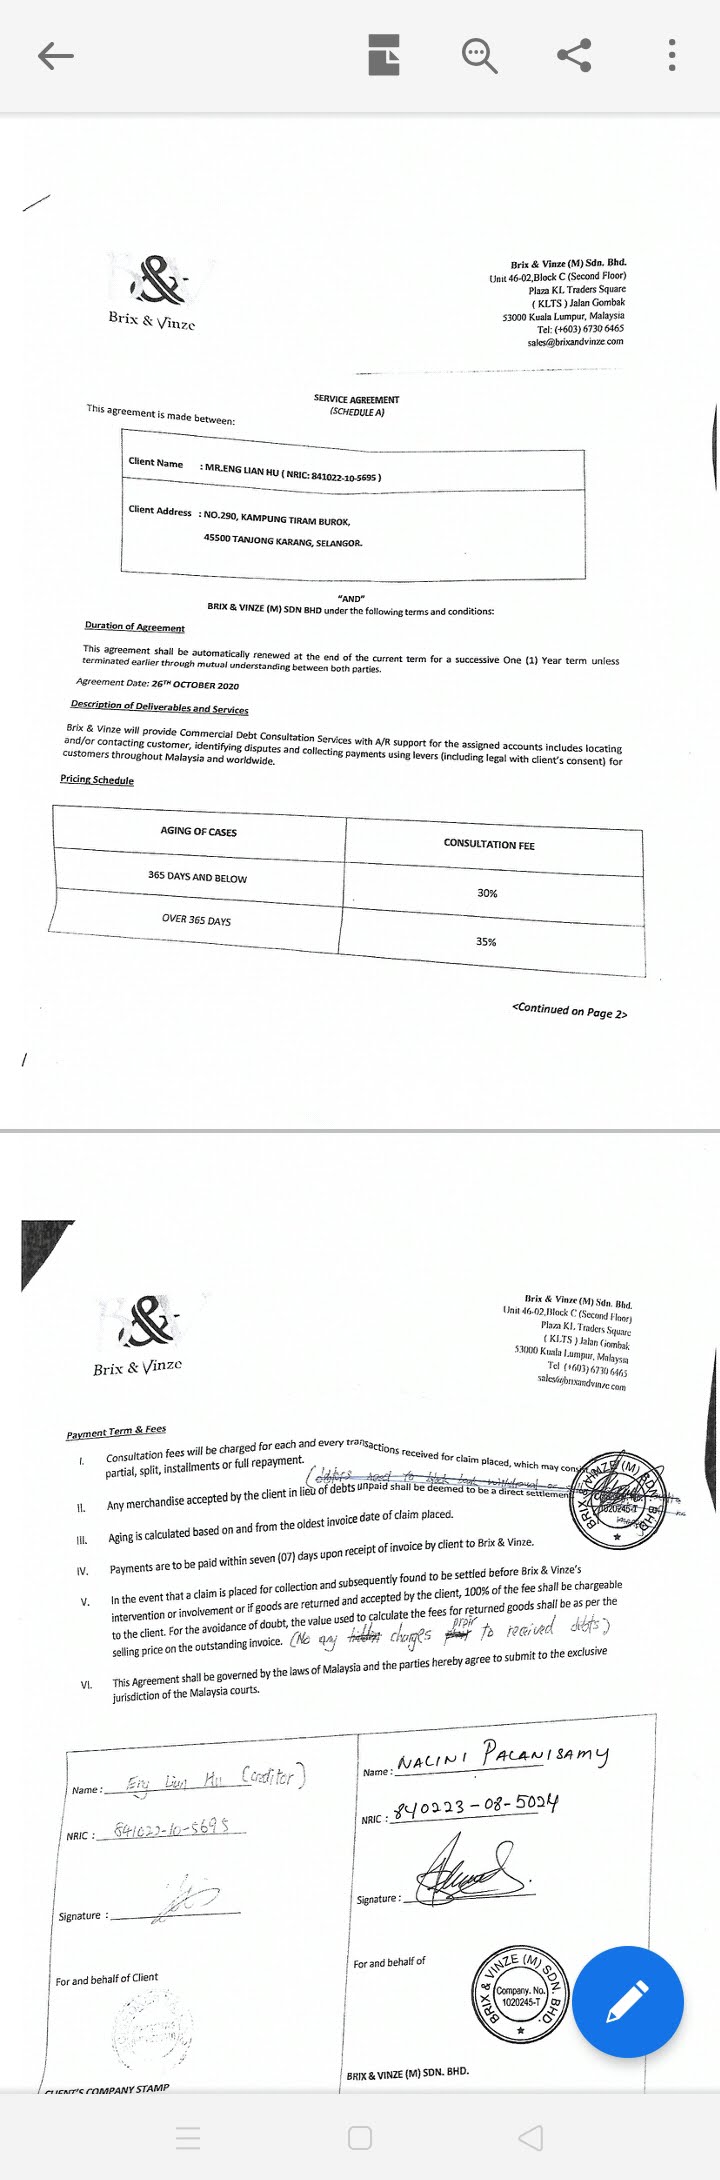 &
Brix & Vinze
Brix & Vinze (M) Sdn. Bhd.
Unit 46-02,Block C (Second Floor)
Plaza KL Traders Square
( KLTS ) Jalan Gombak
53000 Kuala Lumpur, Malaysia
Tel: (+603) 6730 6465
sales@brixandvinze.com
SERVICE AGREEMENT
(SCHEDULE A)
This agreement is made between:
Client Name : MR.ENG LIAN HU ( NRIC: 841022-10-5695 )
Client Address : NO.290, KAMPUNG TIRAM BUROK,
45500 TANJONG KARANG, SELANGOR.
"AND"
BRIX & VINZE (M) SDN BHD under the following terms and conditions:
Duration of Agreement
This agreement shall be automatically renewed at the end of the current term for a successive One (1) Year term unless
terminated earlier through mutual understanding between both parties.
Agreement Date: 26TH OCTOBER 2020
Description of Deliverables and Services
Brix & Vinze will provide Commercial Debt Consultation Services with A/R support for the assigned accounts includes locating
and/or contacting customer, identifying disputes and collecting payments using levers (including legal with client's consent) for
customers throughout Malaysia and worldwide.
Pricing Schedule
AGING OF CASES CONSULTATION FEE
365 DAYS AND BELOW 30%
OVER 365 DAYS 35%
<Continued on Page 2>
&
Brix & Vinze
Brix & Vinze (M) Sdn. Bhd.
Unit 46-02,Block C (Second Floor)
Plaza KL Traders Square
( KLTS ) Jalan Gombak
53000 Kuala Lumpur, Malaysia
Tel (+603) 6730 6465
sales@brixandvinze com
Payment Term & Fees
I. Consultation fees will be charged for each and every transactions received for claim placed, which may
partial, split, installments or full repayment.
II. Any merchandise accepted by the client in lieu of debts unpaid shall be deemed to be a direct settlement
III. Aging is calculated based on and from the oldest invoice date of claim placed.
IV. Payments are to be paid within seven (07) days upon receipt of invoice by client to Brix & Vinze.
V. In the event that a claim is placed for collection and subsequently found to be settled before Brix & Vinze's
intervention or involvement or if goods are returned and accepted by the client, 100% of the fee shall be chargeable
to the client. For the avoidance of doubt, the value used to calculate the fees for returned goods shall be as per the
selling price on the outstanding invoice. (No any charges prior to received debts)
VI. This Agreement shall be governed by the laws of Malaysia and the parties hereby agree to submit to the exclusive
jurisdiction of the Malaysia courts.
BRIX & VINZE (M) SDN. BHD.
1020245-T
Name : Eng Lian Hu (creditor)
NRIC : 841022-10-5695
Signature :
For and behalf of Client
CLIENT'S COMPANY STAMP
Name : NALINI PALANISAMY
NRIC : 840223-08-5024
Signature :
For and behalf of
BRIX & VINZE (M) SDN. BHD.
Company. No.
1020245-T
BRIX & VINZE (M) SDN. BHD.